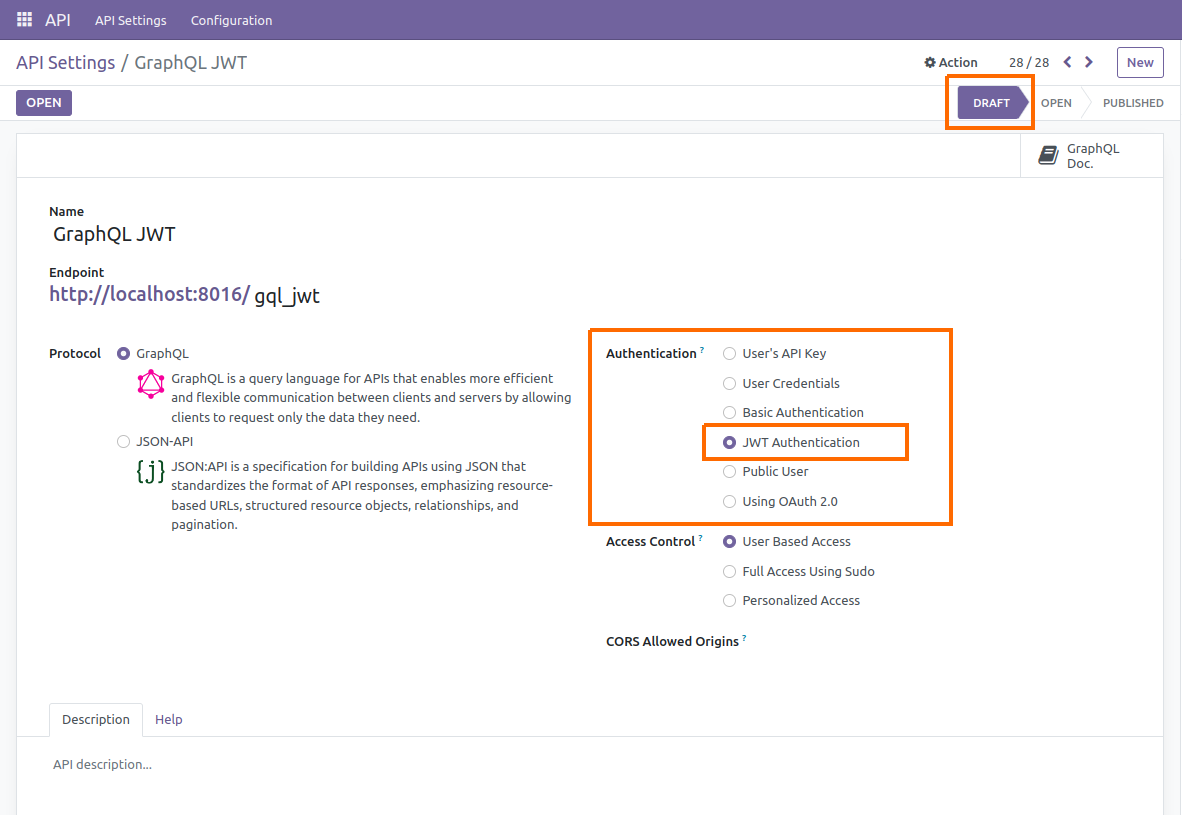 API API Settings Configuration
API Settings / GraphQL JWT
Action 28 / 28 New
OPEN
DRAFT OPEN PUBLISHED
GraphQL
Doc.
Name
GraphQL JWT
Endpoint
http://localhost:8016/ gql_jwt
Protocol GraphQL
GraphQL is a query language for APIs that enables more efficient
and flexible communication between clients and servers by allowing
clients to request only the data they need.
JSON-API
{j} JSON:API is a specification for building APIs using JSON that
standardizes the format of API responses, emphasizing resource-
based URLs, structured resource objects, relationships, and
pagination.
Authentication ? User's API Key
User Credentials
Basic Authentication
JWT Authentication
Public User
Using OAuth 2.0
Access Control ? User Based Access
Full Access Using Sudo
Personalized Access
CORS Allowed Origins ?
Description Help
API description...